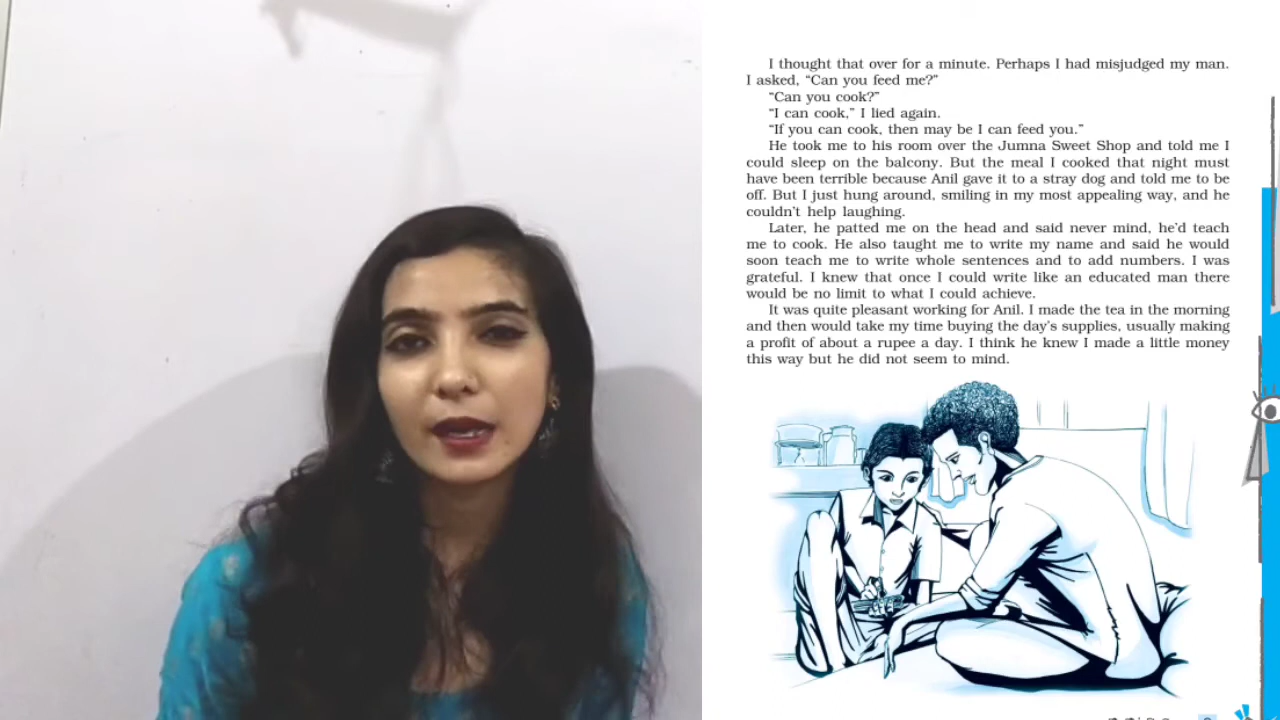 I thought that over for a minute. Perhaps I had misjudged my man.
I asked, “Can you feed me?”
“Can you cook?”
“I can cook,” I lied again.
“If you can cook, then may be I can feed you.”
He took me to his room over the Jumna Sweet Shop and told me I
could sleep on the balcony. But the meal I cooked that night must
have been terrible because Anil gave it to a stray dog and told me to be
off. But I just hung around, smiling in my most appealing way, and he
couldn’t help laughing.
Later, he patted me on the head and said never mind, he’d teach
me to cook. He also taught me to write my name and said he would
soon teach me to write whole sentences and to add numbers. I was
grateful. I knew that once I could write like an educated man there
would be no limit to what I could achieve.
It was quite pleasant working for Anil. I made the tea in the morning
and then would take my time buying the day’s supplies, usually making
a profit of about a rupee a day. I think he knew I made a little money
this way but he did not seem to mind.